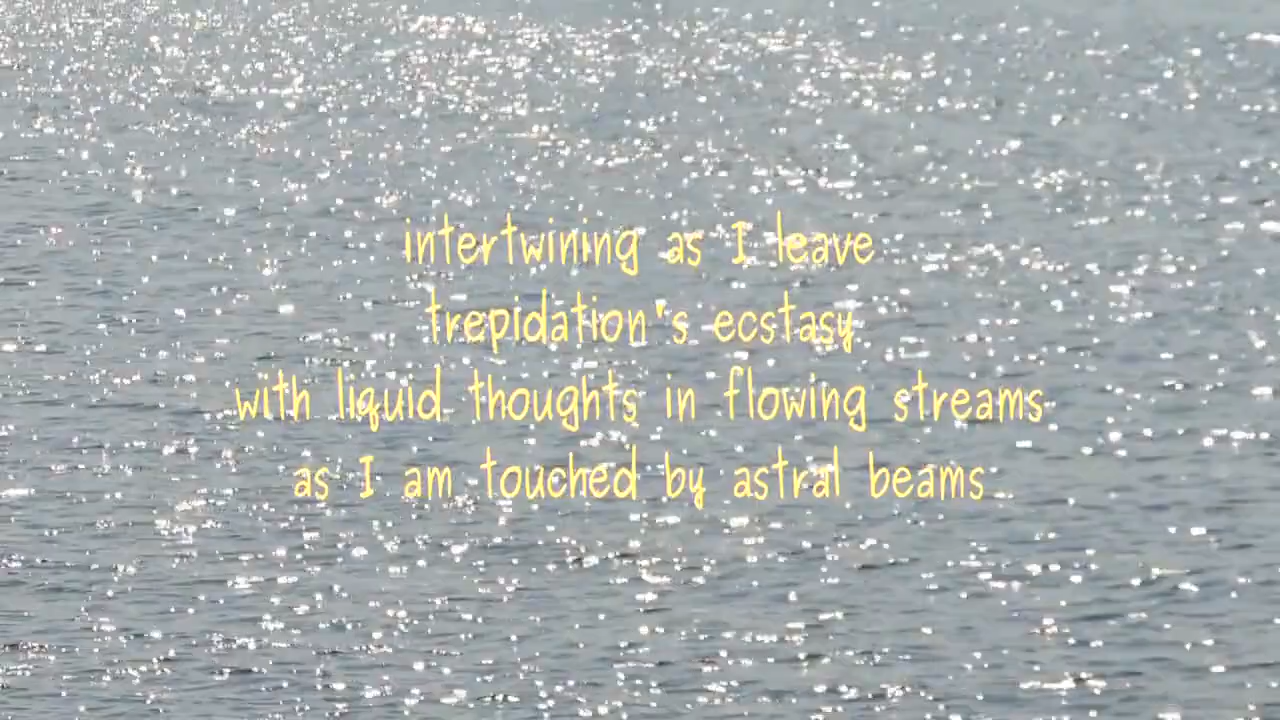 intertwining as I leave
trepidation's ecstasy
with liquid thoughts in flowing streams
as I am touched by astral beams